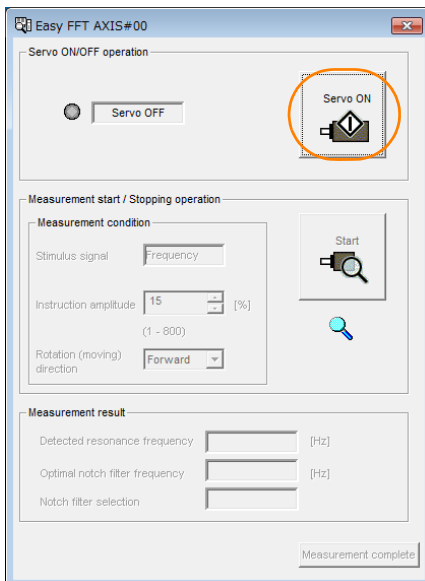 Easy FFT AXIS#00
Servo ON/OFF operation
Servo OFF
Servo ON
Measurement start / Stopping operation
Measurement condition
Stimulus signal Frequency
Instruction amplitude 15 [%]
(1 - 800)
Rotation (moving)
direction Forward
Start
Measurement result
Detected resonance frequency [Hz]
Optimal notch filter frequency [Hz]
Notch filter selection
Measurement complete